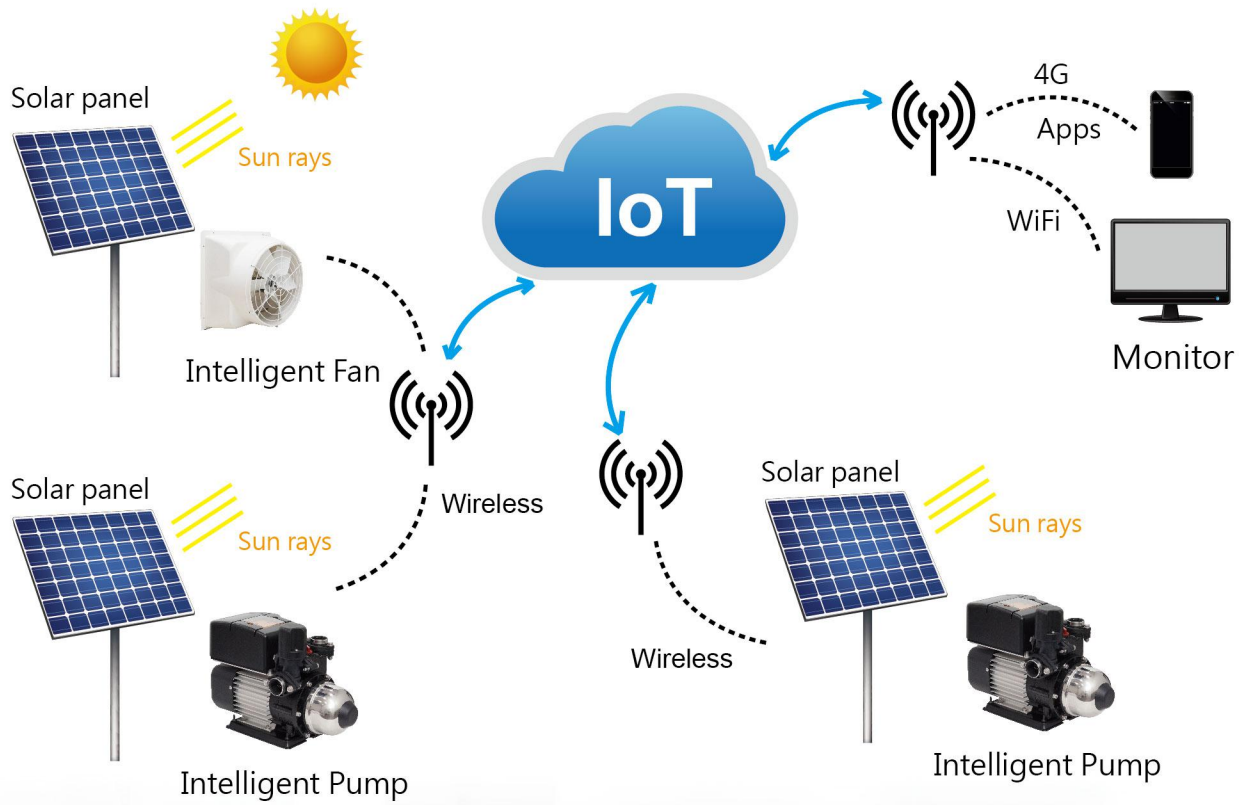 Solar panel
Sun rays
Intelligent Fan
IoT
4G
Apps
WiFi
Monitor
Solar panel
Sun rays
Wireless
Intelligent Pump
Wireless
Solar panel
Sun rays
Intelligent Pump